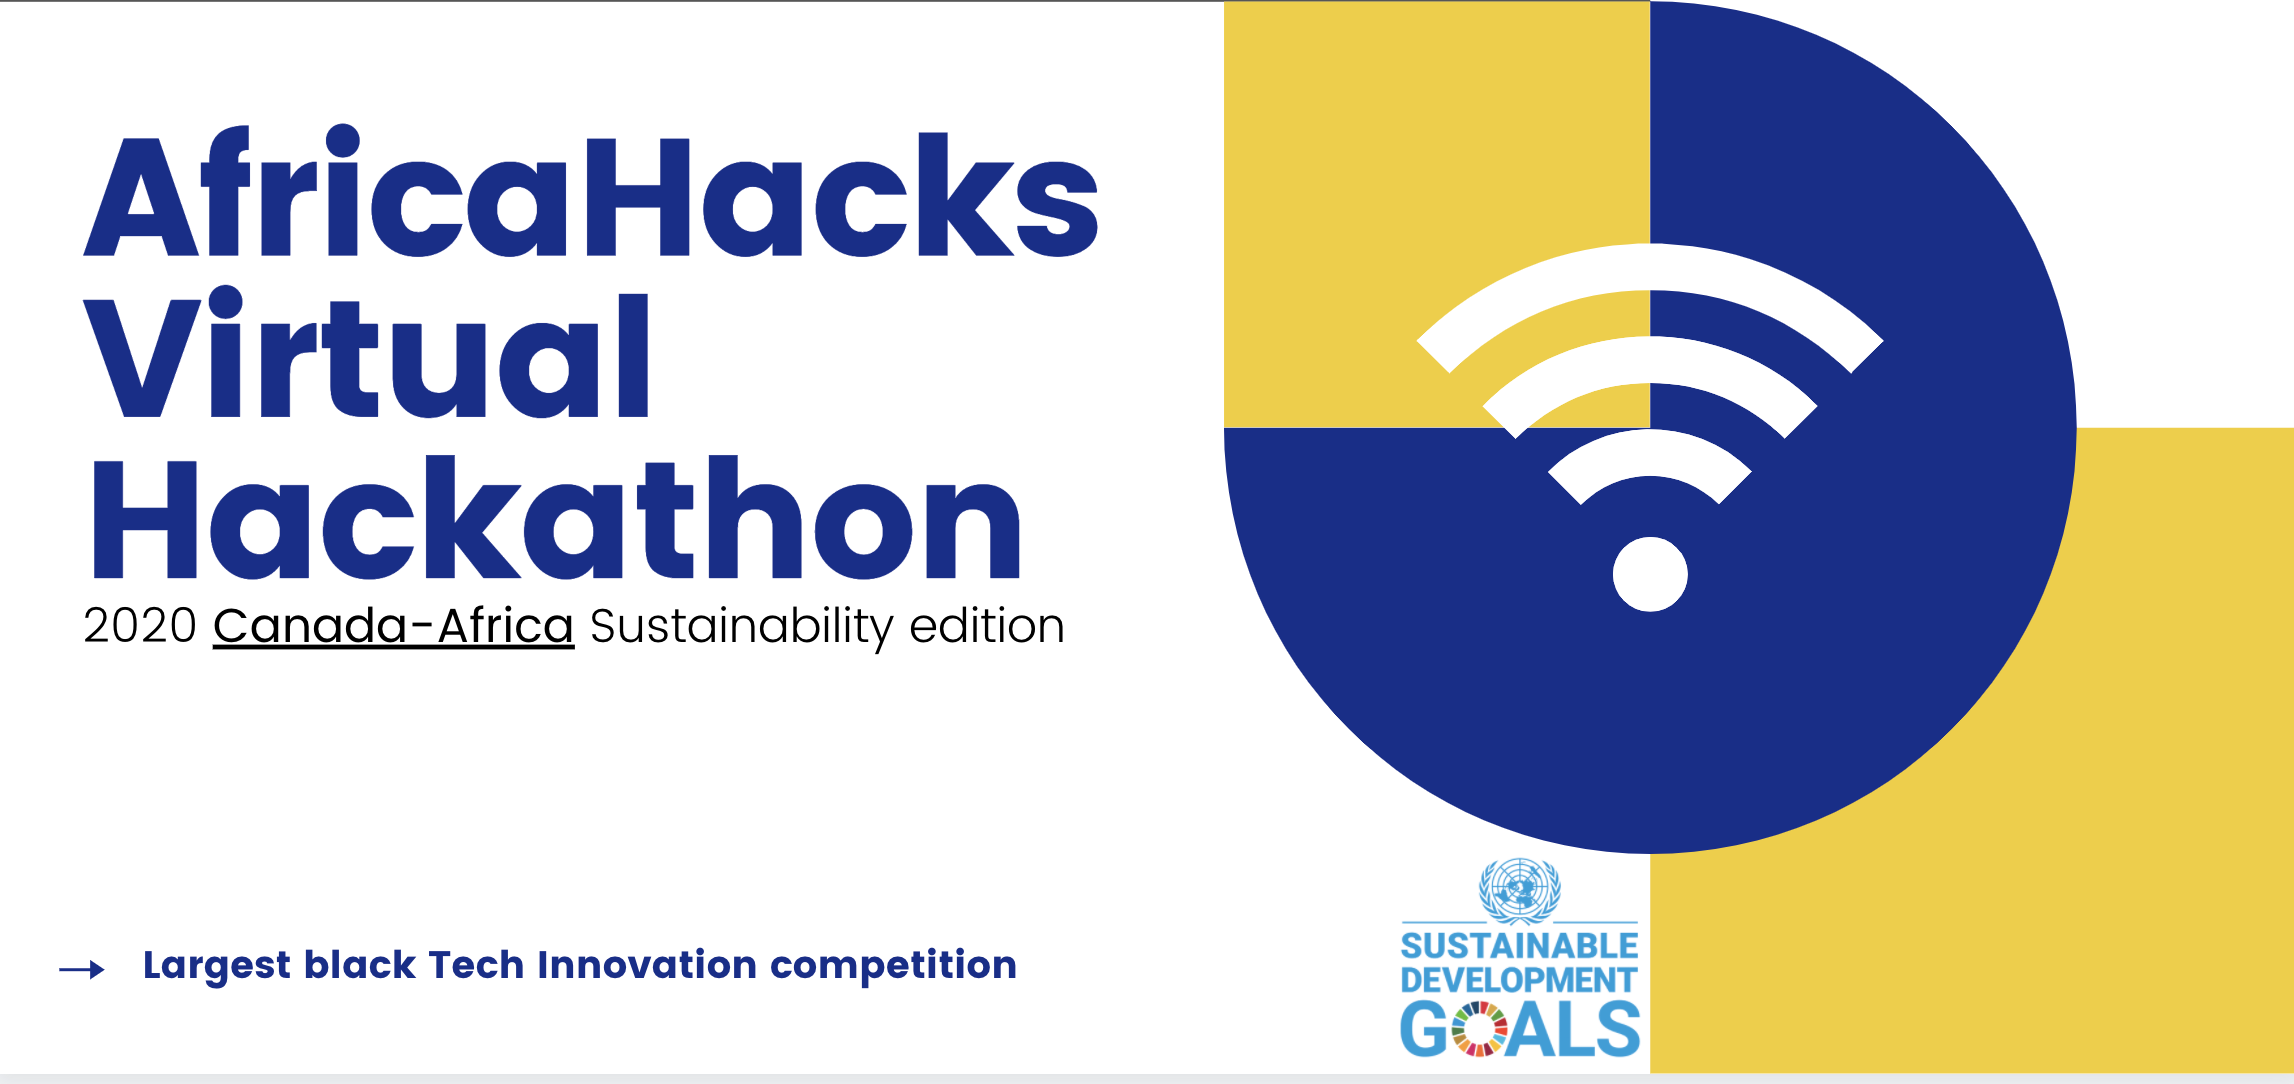 AfricaHacks
Virtual
Hackathon
2020 Canada-Africa Sustainability edition
→ Largest black Tech Innovation competition
SUSTAINABLE
DEVELOPMENT
GOALS